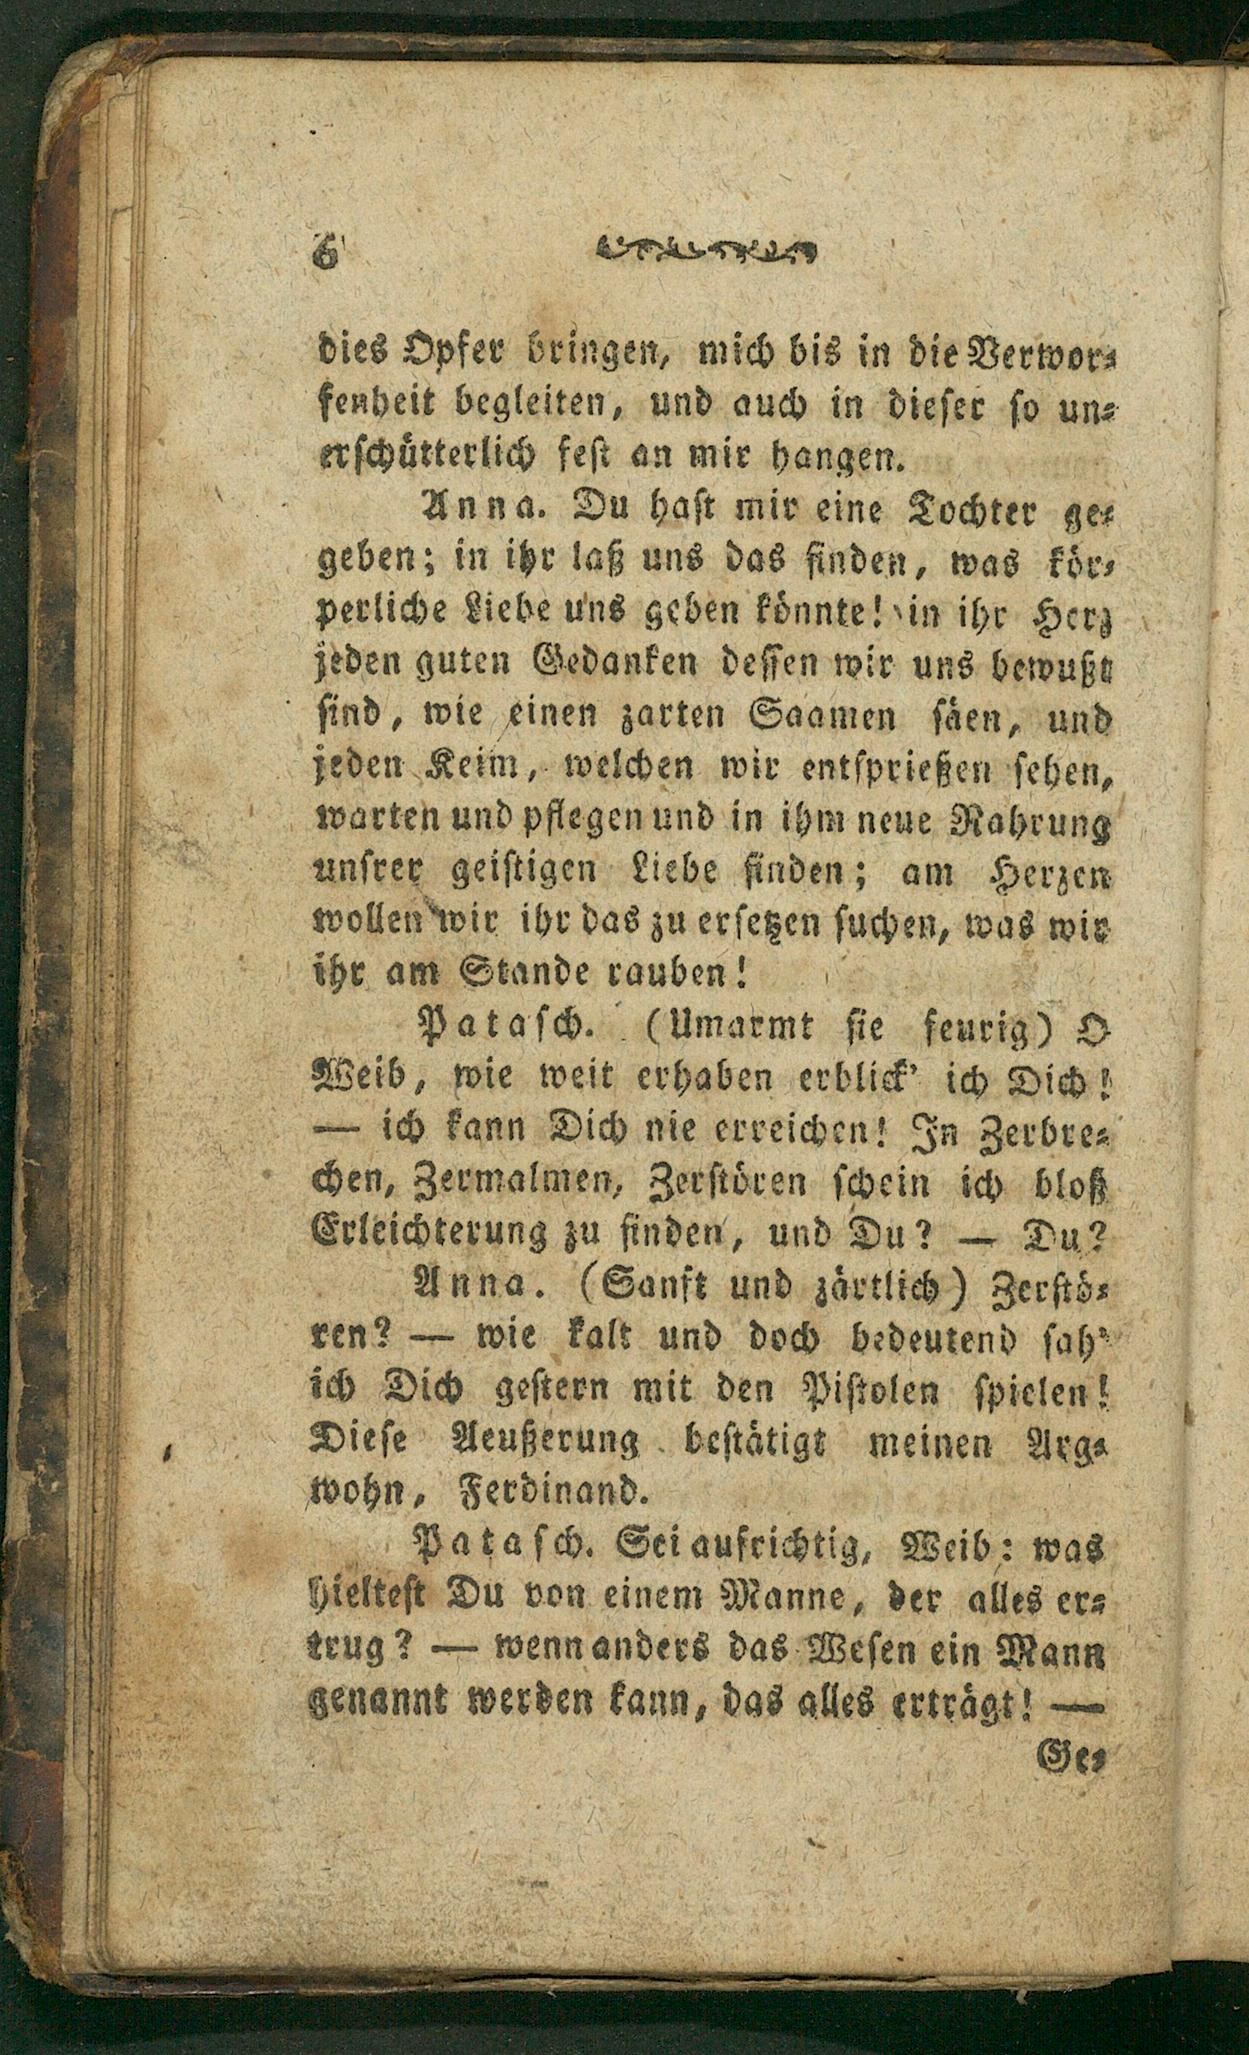 6
dies Opfer bringen, mich bis in die Verwor⸗
fenheit begleiten, und auch in dieſer ſo un⸗
erſchütterlich feſt an mir hangen.
Anna. Du haſt mir eine Tochter ge⸗
geben; in ihr laß uns das finden, was kör⸗
perliche Liebe uns geben könnte! in ihr Herz
jeden guten Gedanken deſſen wir uns bewußt
ſind, wie einen zarten Saamen ſäen, und
jeden Keim, welchen wir entſprießen ſehen,
warten und pflegen und in ihm neue Nahrung
unſrer geiſtigen Liebe finden; am Herzen
wollen wir ihr das zu erſetzen ſuchen, was wir
ihr am Stande rauben!
Pataſch. (Umarmt ſie feurig) O
Weib, wie weit erhaben erblick' ich Dich!
— ich kann Dich nie erreichen! In Zerbre⸗
chen, Zermalmen, Zerſtören ſchein ich bloß
Erleichterung zu finden, und Du? — Du?
Anna. (Sanft und zärtlich) Zerſtö⸗
ren? — wie kalt und doch bedeutend ſah'
ich Dich geſtern mit den Piſtolen ſpielen!
Dieſe Aeußerung beſtätigt meinen Arg⸗
wohn, Ferdinand.
Pataſch. Sei aufrichtig, Weib: was
hielteſt Du von einem Manne, der alles er⸗
trug? — wenn anders das Weſen ein Mann
genannt werden kann, das alles erträgt! —
Ge⸗